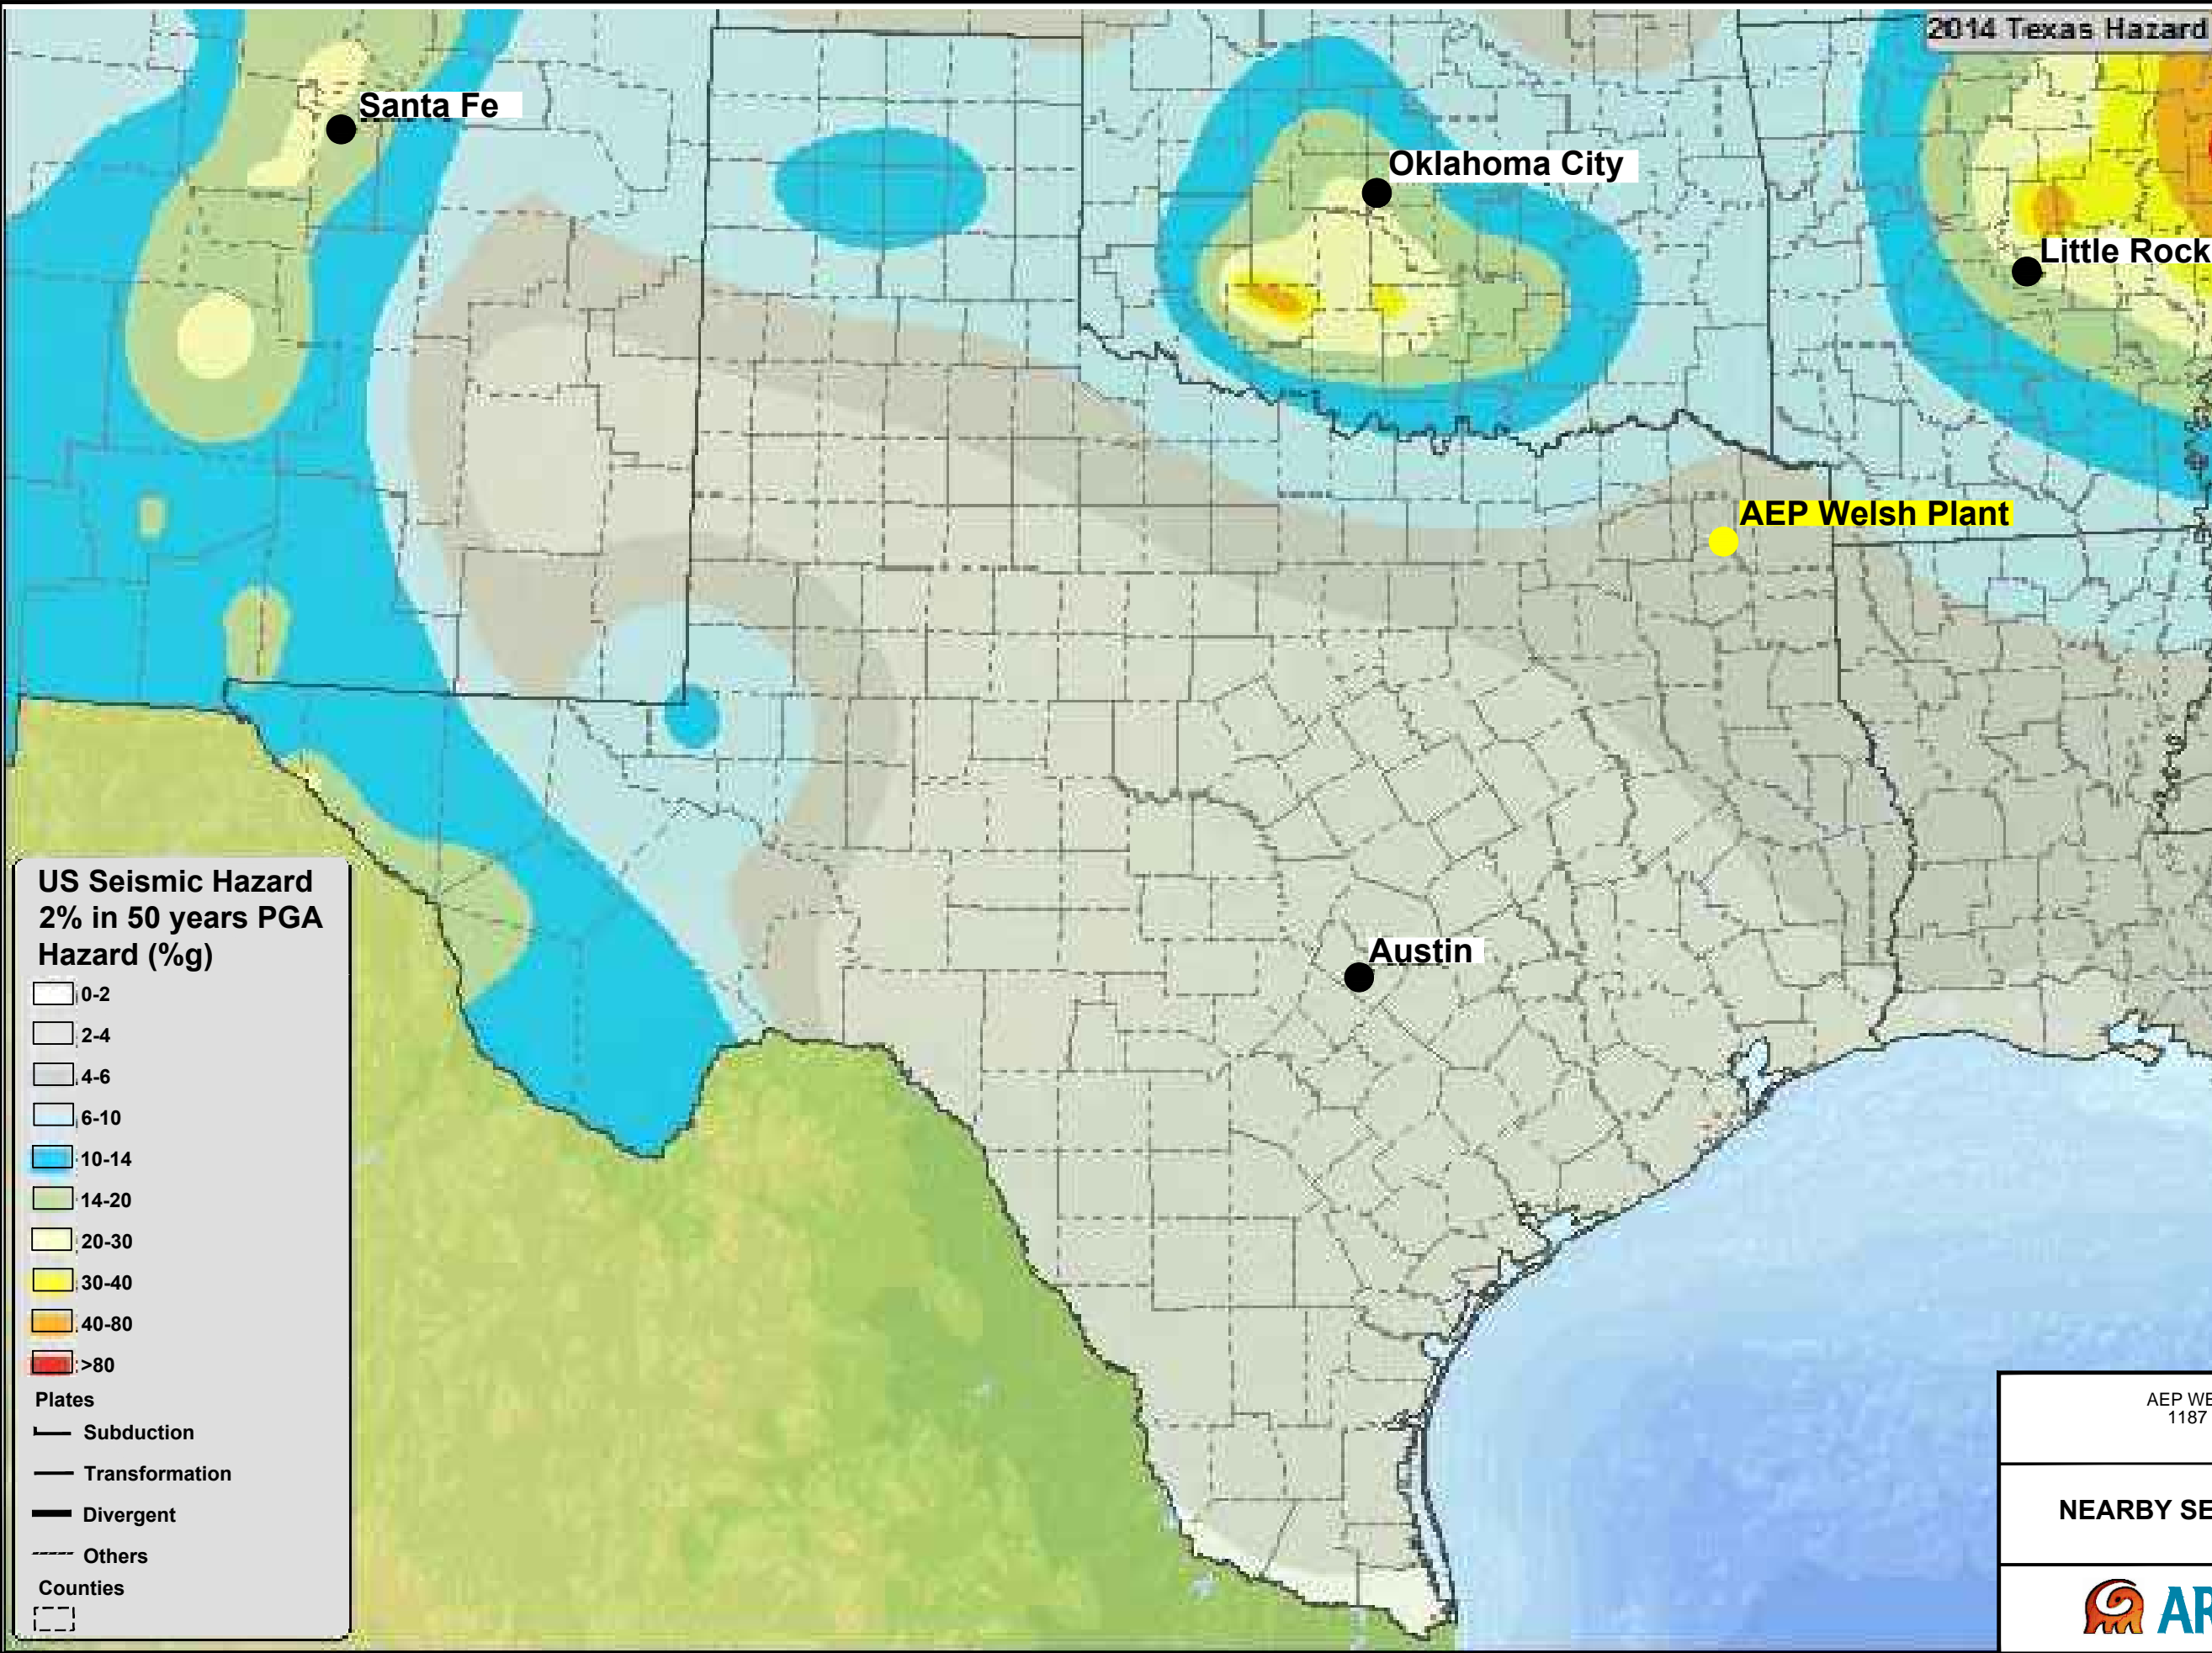 2014 Texas Hazard
Santa Fe
Oklahoma City
Little Rock
AEP Welsh Plant
Austin
US Seismic Hazard
2% in 50 years PGA
Hazard (%g)
0-2
2-4
4-6
6-10
10-14
14-20
20-30
30-40
40-80
>80
Plates
Subduction
Transformation
Divergent
Others
Counties
AEP WE
1187
NEARBY SE
AR